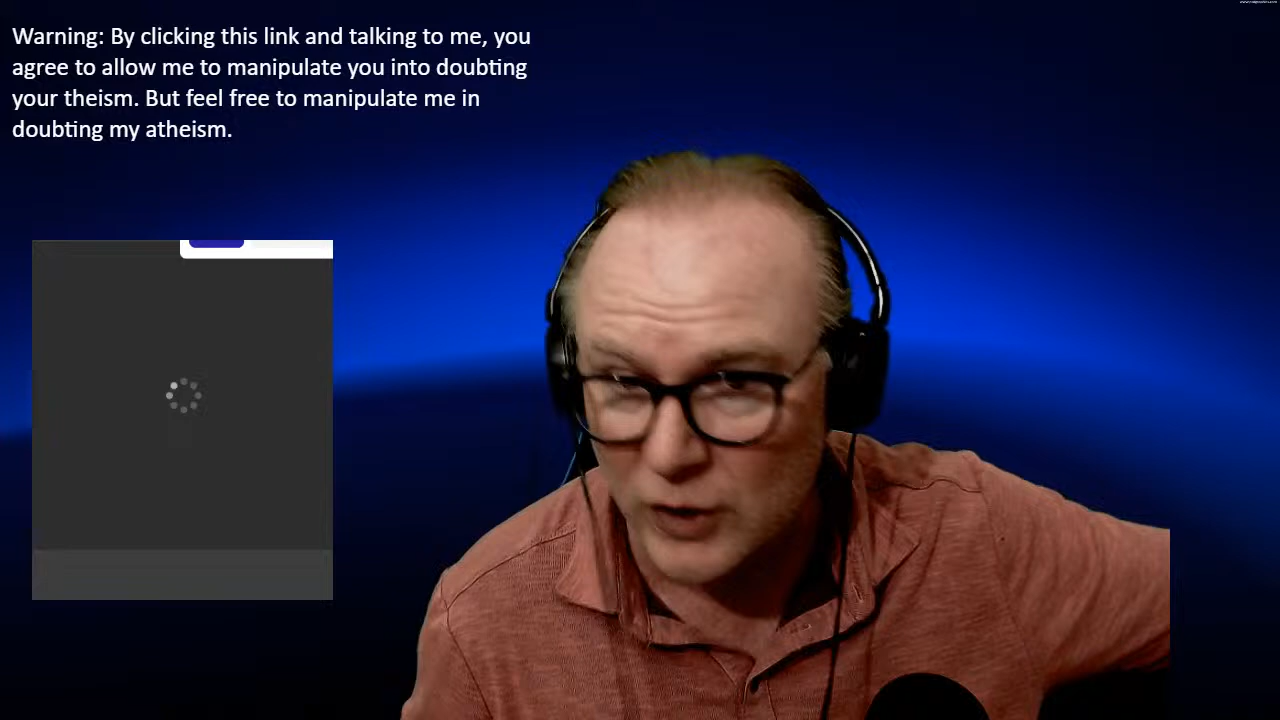 Warning: By clicking this link and talking to me, you
agree to allow me to manipulate you into doubting
your theism. But feel free to manipulate me in
doubting my atheism.